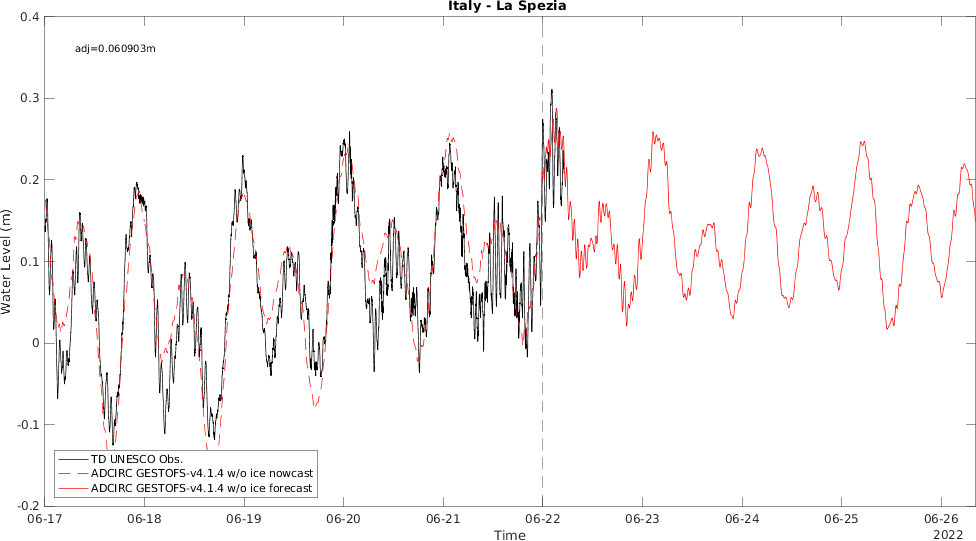 Italy - La Spezia
adj=0.060903m
Water Level (m)
0.4
0.3
0.2
0.1
0
-0.1
-0.2
TD UNESCO Obs.
ADCIRC GESTOFS-v4.1.4 w/o ice nowcast
ADCIRC GESTOFS-v4.1.4 w/o ice forecast
06-17 06-18 06-19 06-20 06-21 06-22 06-23 06-24 06-25 06-26
Time
2022